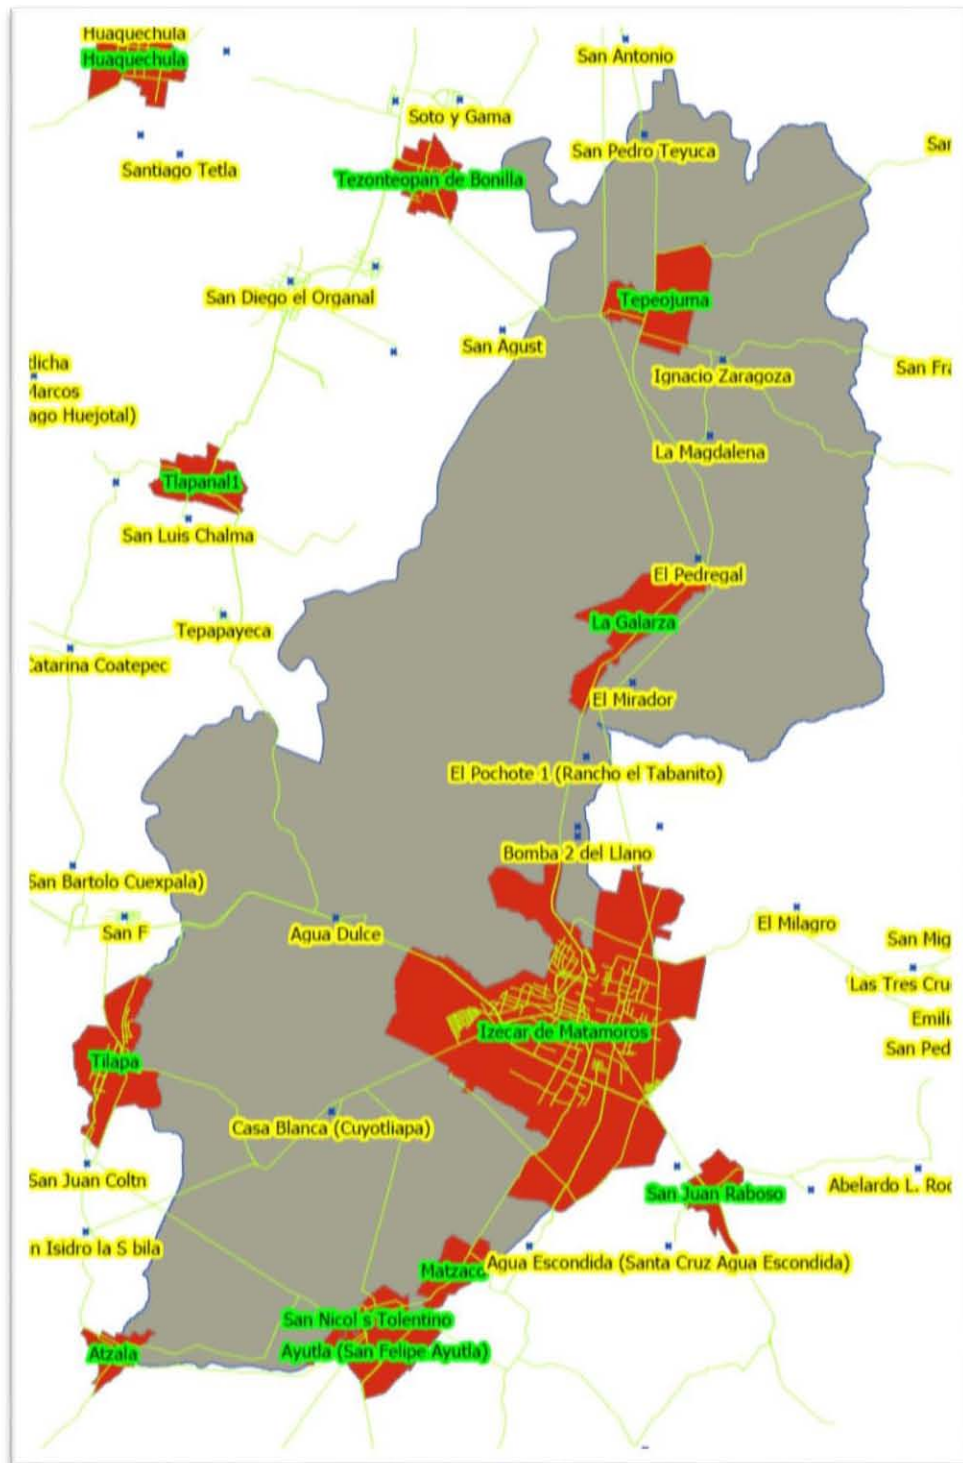 Huaquechula
Huaquechula
San Antonio
Soto y Gama
San Pedro Teyuca
San
Santiago Tetla
Tezonteopan de Bonilla
San Diego el Organal
Tepeojuma
San Agust
dicha
Ignacio Zaragoza
San Fra
Marcos
ago Huejotal)
La Magdalena
Tlapanal1
San Luis Chalma
El Pedregal
La Galarza
Tepapayeca
Catarina Coatepec
El Mirador
El Pochote 1 (Rancho el Tabanito)
Bomba 2 del Llano
San Bartolo Cuexpala)
San F
Agua Dulce
El Milagro
San Mig
Las Tres Cru
Emili
Izecar de Matamoros
San Ped
Tilapa
Casa Blanca (Cuyotliapa)
San Juan Coltn
San Juan Raboso
Abelardo L. Roc
n Isidro la S bila
Agua Escondida (Santa Cruz Agua Escondida)
Matzaco
San Nicol s Tolentino
Atzala
Ayutla (San Felipe Ayutla)